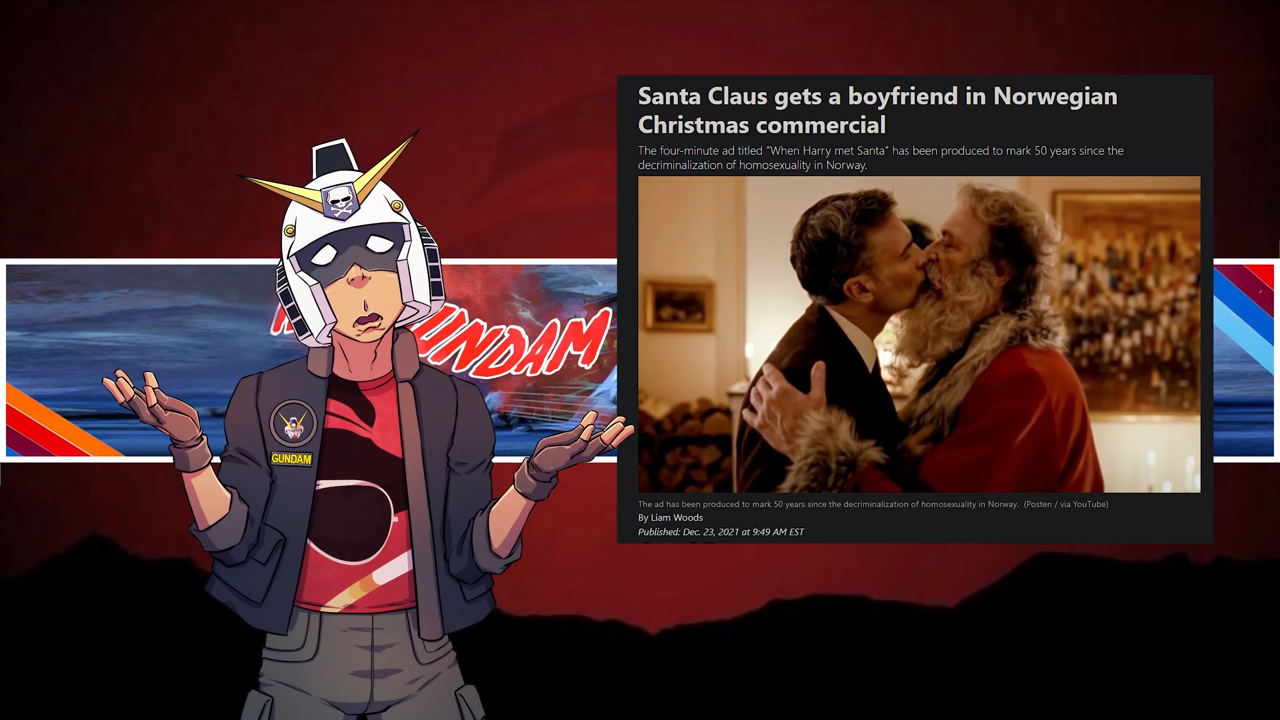 Santa Claus gets a boyfriend in Norwegian
Christmas commercial
The four-minute ad titled “When Harry met Santa” has been produced to mark 50 years since the
decriminalization of homosexuality in Norway.
GUNDAM
The ad has been produced to mark 50 years since the decriminalization of homosexuality in Norway. (Posten / via YouTube)
By Liam Woods
Published: Dec. 23, 2021 at 9:49 AM EST